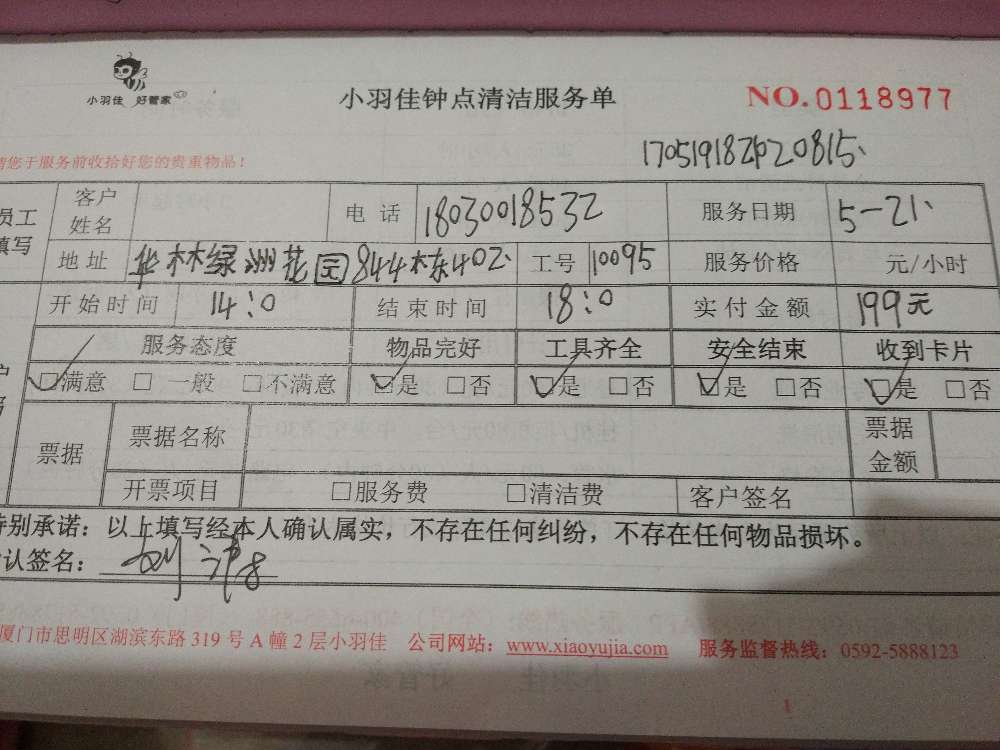 小羽佳 好管家
小羽佳钟点清洁服务单 NO.0118977
请您于服务前收拾好您的贵重物品！
员工填写 客户姓名 电话 18030018532 服务日期 5-21
地址 华林绿洲花园844栋402 工号 10095 服务价格 元/小时
开始时间 14:0 结束时间 18:0 实付金额 199元
服务态度 物品完好 工具齐全 安全结束 收到卡片
☑满意 □一般 □不满意 ☑是 □否 ☑是 □否 ☑是 □否 ☑是 □否
票据 票据名称 票据金额
开票项目 □服务费 □清洁费 客户签名
特别承诺：以上填写经本人确认属实，不存在任何纠纷，不存在任何物品损坏。
认签名：
厦门市思明区湖滨东路 319 号 A 幢 2 层小羽佳 公司网站：www.xiaoyujia.com 服务监督热线：0592-5888123
1